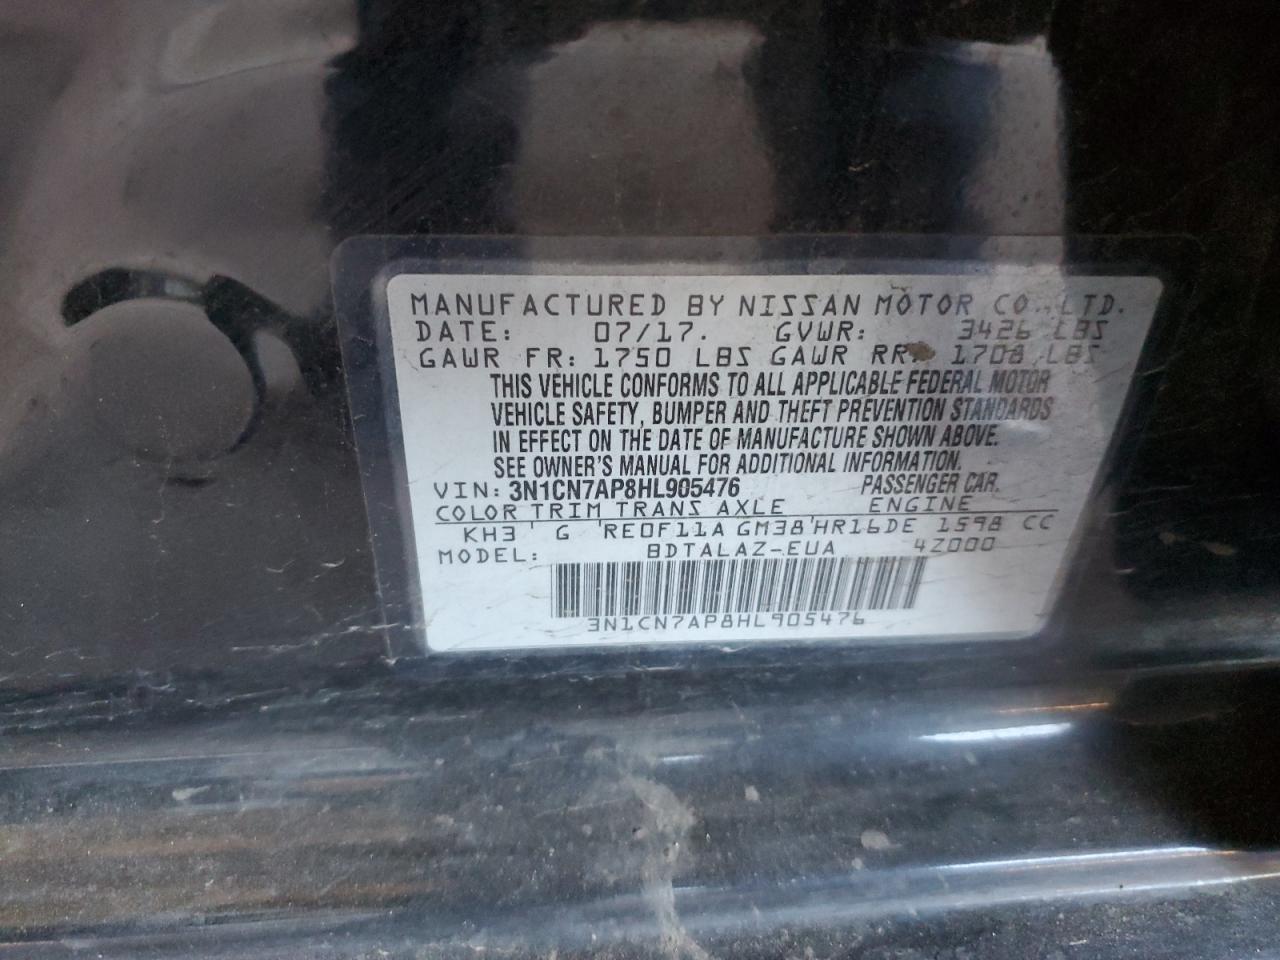 MANUFACTURED BY NISSAN MOTOR CO., LTD.
DATE: 07/17. GVWR: 3426 LBS
GAWR FR: 1750 LBS GAWR RR: 1708 LBS
THIS VEHICLE CONFORMS TO ALL APPLICABLE FEDERAL MOTOR
VEHICLE SAFETY, BUMPER AND THEFT PREVENTION STANDARDS
IN EFFECT ON THE DATE OF MANUFACTURE SHOWN ABOVE.
SEE OWNER'S MANUAL FOR ADDITIONAL INFORMATION.
VIN: 3N1CN7AP8HL905476 PASSENGER CAR.
COLOR TRIM TRANS AXLE ENGINE
KH3 G RE0F11A GM38 HR16DE 1598 CC
MODEL: BDTALAZ-EUA 4Z000
3N1CN7AP8HL905476